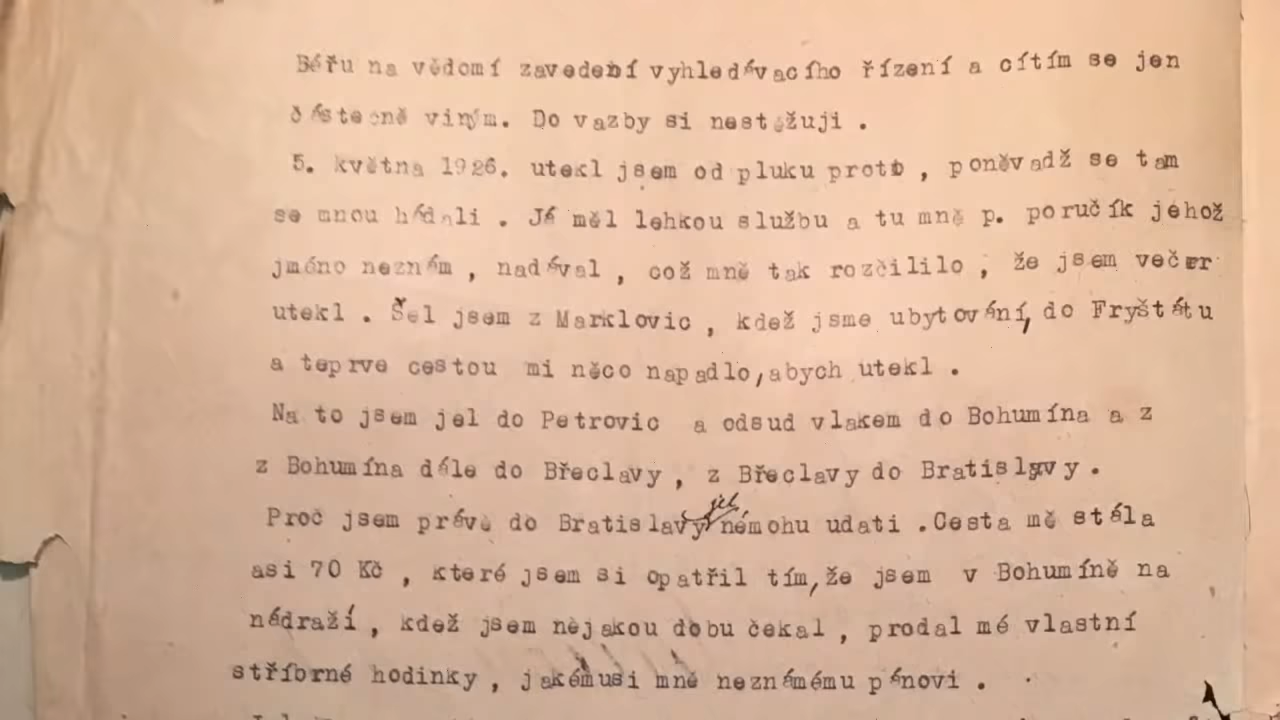 Béřu na vědomí zavedení vyhledávacího řízení a cítím se jen
částečně viným. Do vazby si nestěžuji .
5. května 1926. utekl jsem od pluku proto , poněvadž se tam
se mnou hádali . Já měl lehkou službu a tu mně p. poručík jehož
jméno neznám , nadával , což mně tak rozčililo , že jsem večer
utekl . Šel jsem z Marklovic , kdež jsme ubytováni, do Fryštátu
a teprve cestou mi něco napadlo,abych utekl .
Na to jsem jel do Petrovic a odsud vlakem do Bohumína a z
z Bohumína dále do Břeclavy , z Břeclavy do Bratislavy .
Proč jsem právě do Bratislavy jel němohu udati .Cesta mě stála
asi 70 Kč , které jsem si opatřil tím,že jsem v Bohumíně na
nádraží , kdež jsem nějakou dobu čekal , prodal mé vlastní
stříbrné hodinky , jakémusi mně neznámému pánovi .